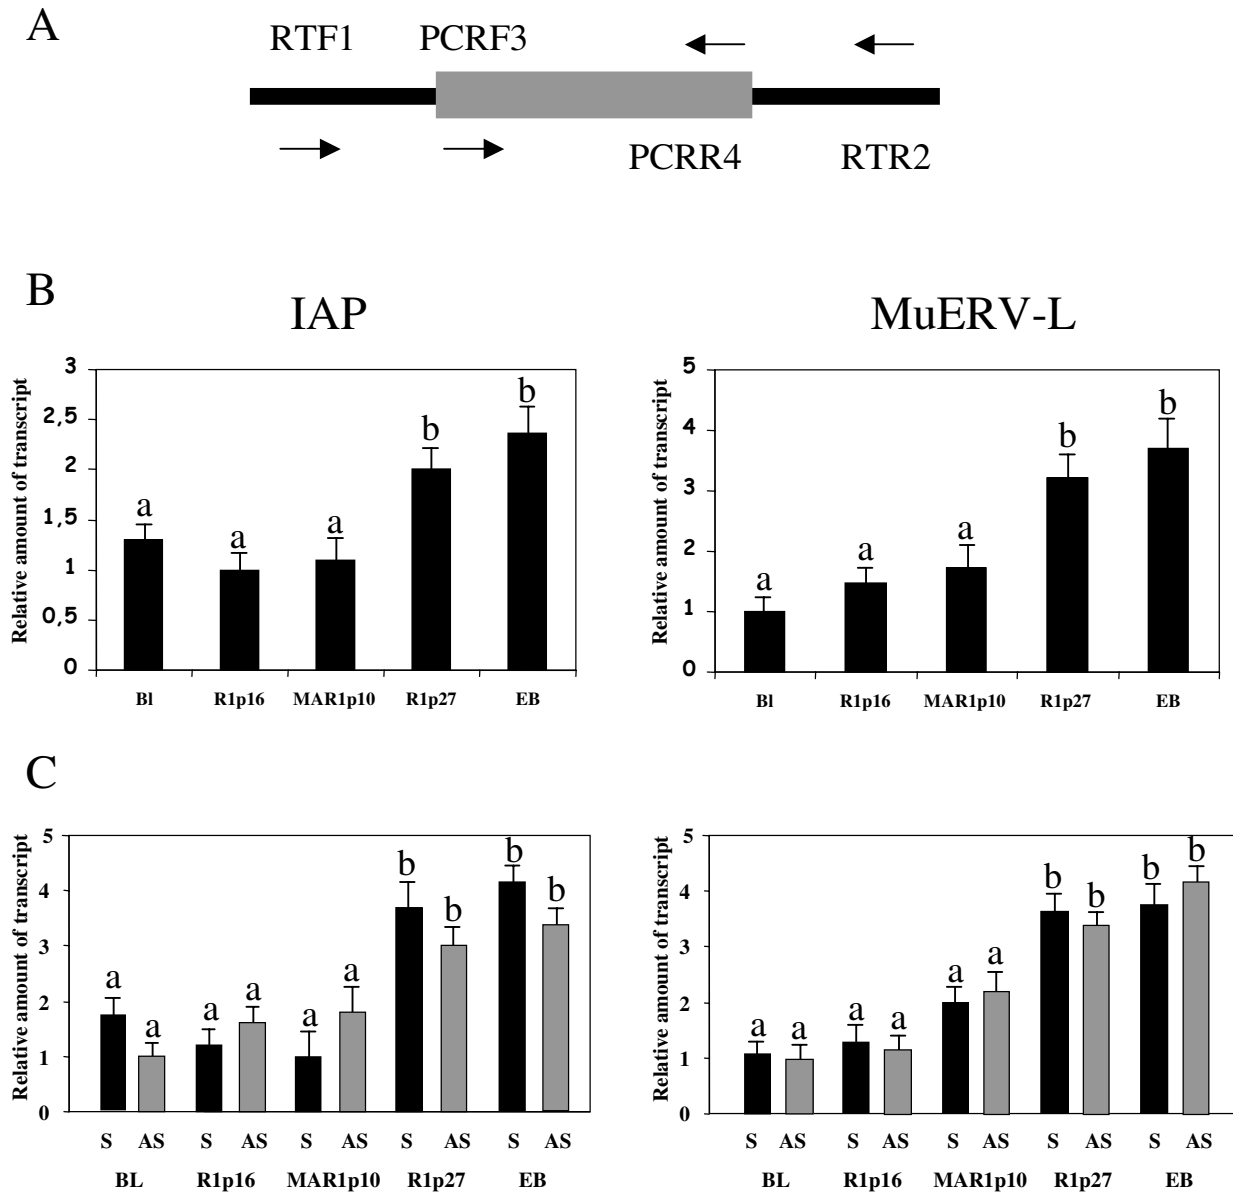 A
RTF1 PCRF3
PCRR4 RTR2
B
IAP MuERV-L
Relative amount of transcript
3
2,5
2
1,5
1
0,5
0
a a a b b
Bl R1p16 MAR1p10 R1p27 EB
Relative amount of transcript
5
4
3
2
1
0
a a a b b
Bl R1p16 MAR1p10 R1p27 EB
C
Relative amount of transcript
5
4
3
2
1
0
a a a a a a b b b b
S AS S AS S AS S AS S AS
BL R1p16 MAR1p10 R1p27 EB
Relative amount of transcript
5
4
3
2
1
0
a a a a a a b b b b
S AS S AS S AS S AS S AS
BL R1p16 MAR1p10 R1p27 EB